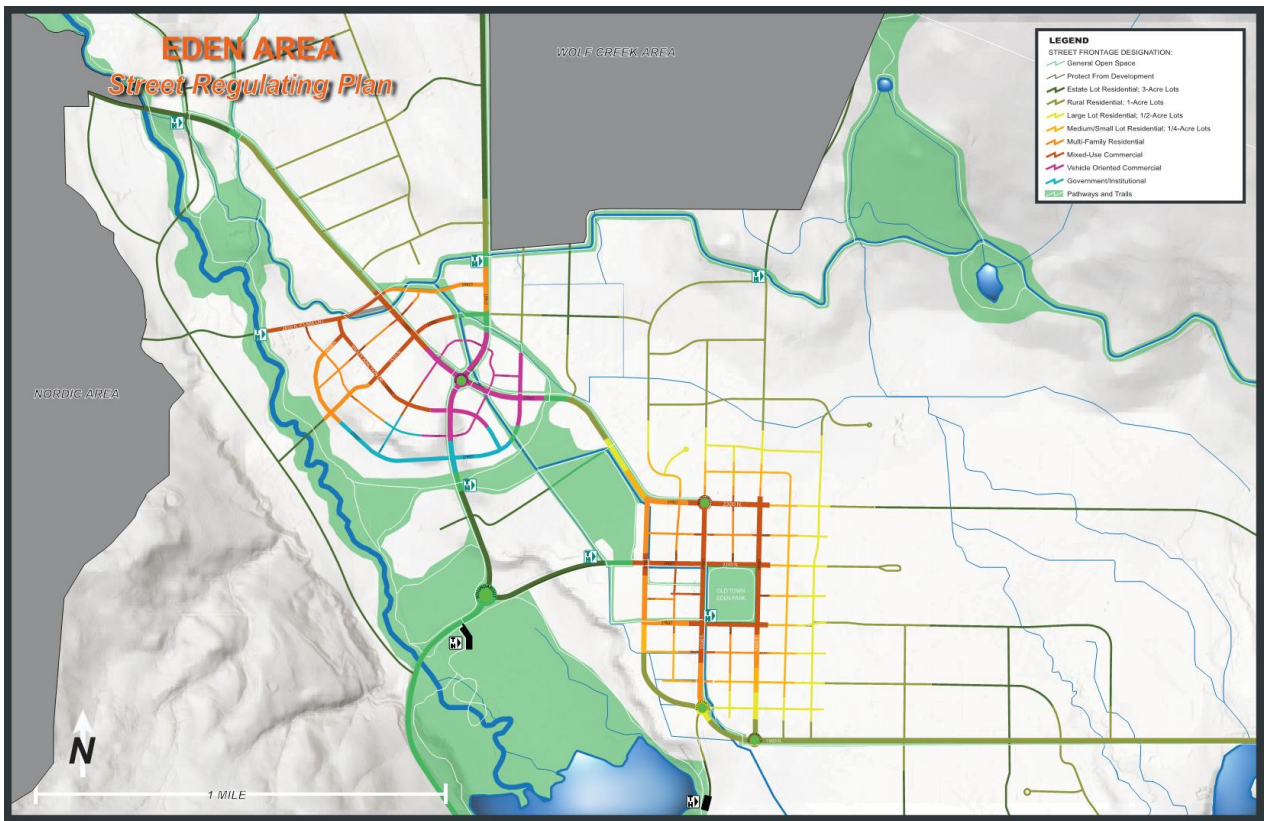 EDEN AREA
Street Regulating Plan
WOLF CREEK AREA
LEGEND
STREET FRONTAGE DESIGNATION:
General Open Space
Protect From Development
Estate Lot Residential; 3-Acre Lots
Rural Residential; 1-Acre Lots
Large Lot Residential; 1/2-Acre Lots
Medium/Small Lot Residential; 1/4-Acre Lots
Multi-Family Residential
Mixed-Use Commercial
Vehicle Oriented Commercial
Government/Institutional
Pathways and Trails
NORDIC AREA
OLD TOWN
EDEN PARK
N
1 MILE